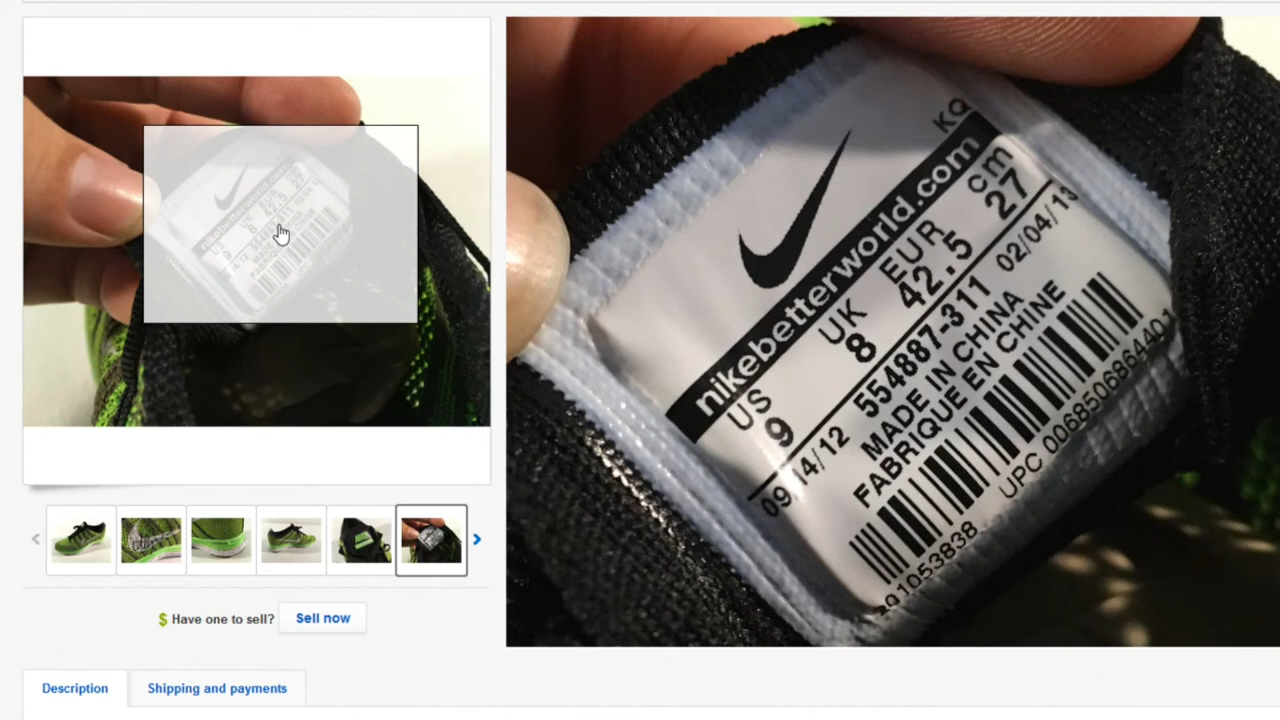 KQ
nikebetterworld.com
US UK EUR cm
9 8 42.5 27
09/14/12 554887-311 02/04/13
MADE IN CHINA
FABRIQUE EN CHINE
UPC 0068506864401
Have one to sell? Sell now
Description Shipping and payments